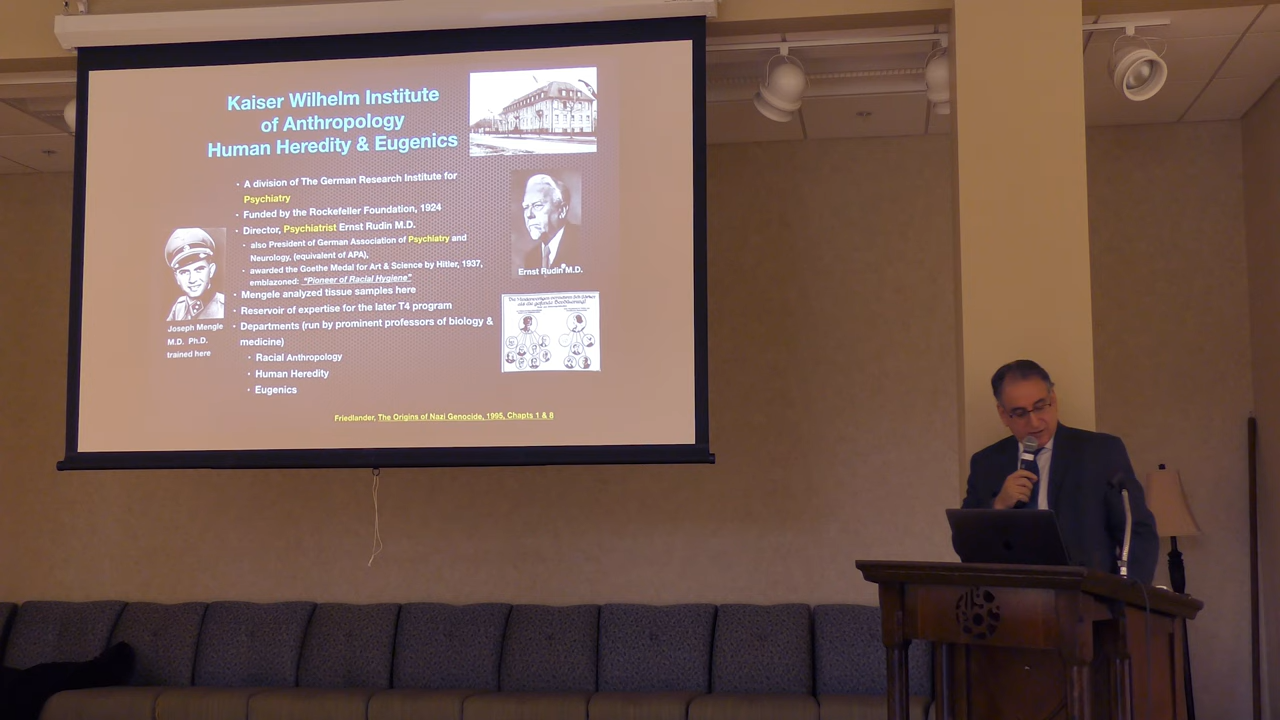 Kaiser Wilhelm Institute
of Anthropology
Human Heredity & Eugenics
• A division of The German Research Institute for
Psychiatry
• Funded by the Rockefeller Foundation, 1924
• Director, Psychiatrist Ernst Rudin M.D.
• also President of German Association of Psychiatry and
Neurology, (equivalent of APA),
• awarded the Goethe Medal for Art & Science by Hitler, 1937,
emblazoned: "Pioneer of Racial Hygiene"
• Mengele analyzed tissue samples here
• Reservoir of expertise for the later T4 program
• Departments (run by prominent professors of biology &
medicine)
• Racial Anthropology
• Human Heredity
• Eugenics
Joseph Mengle
M.D. Ph.D.
trained here
Ernst Rudin M.D.
Friedlander, The Origins of Nazi Genocide, 1995, Chapts 1 & 8